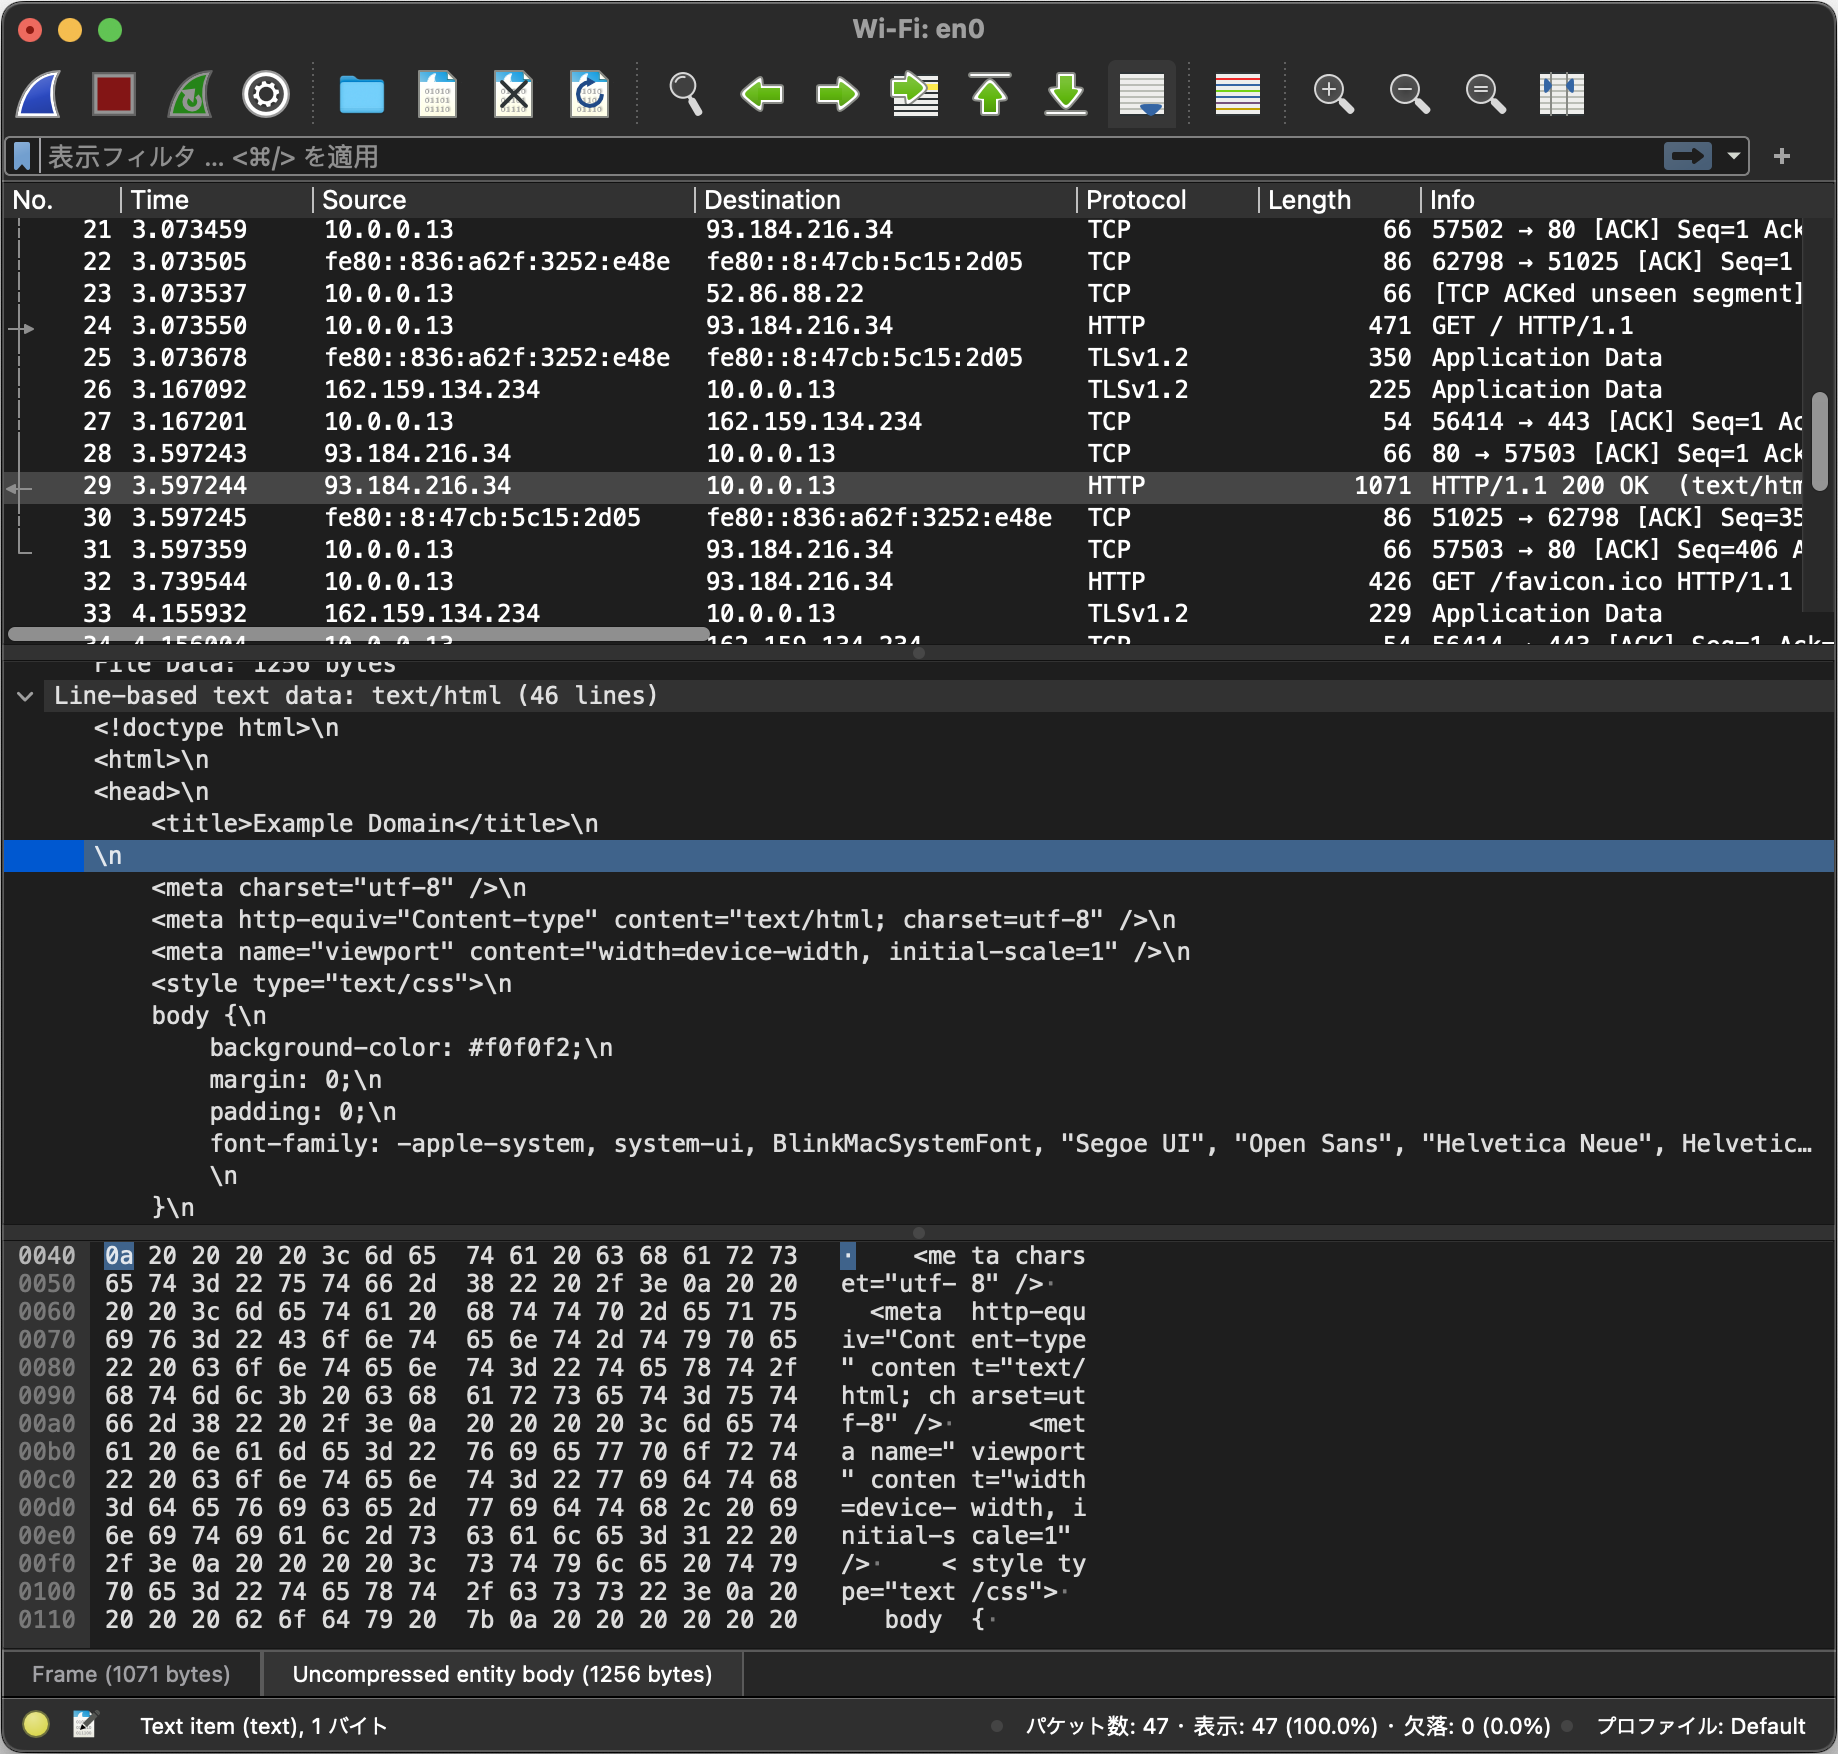 Wi-Fi: en0
表示フィルタ ... <⌘/> を適用
No. Time Source Destination Protocol Length Info
21 3.073459 10.0.0.13 93.184.216.34 TCP 66 57502 → 80 [ACK] Seq=1 Ack
22 3.073505 fe80::836:a62f:3252:e48e fe80::8:47cb:5c15:2d05 TCP 86 62798 → 51025 [ACK] Seq=1
23 3.073537 10.0.0.13 52.86.88.22 TCP 66 [TCP ACKed unseen segment]
24 3.073550 10.0.0.13 93.184.216.34 HTTP 471 GET / HTTP/1.1
25 3.073678 fe80::836:a62f:3252:e48e fe80::8:47cb:5c15:2d05 TLSv1.2 350 Application Data
26 3.167092 162.159.134.234 10.0.0.13 TLSv1.2 225 Application Data
27 3.167201 10.0.0.13 162.159.134.234 TCP 54 56414 → 443 [ACK] Seq=1 Ac
28 3.597243 93.184.216.34 10.0.0.13 TCP 66 80 → 57503 [ACK] Seq=1 Ack
29 3.597244 93.184.216.34 10.0.0.13 HTTP 1071 HTTP/1.1 200 OK (text/htm
30 3.597245 fe80::8:47cb:5c15:2d05 fe80::836:a62f:3252:e48e TCP 86 51025 → 62798 [ACK] Seq=35
31 3.597359 10.0.0.13 93.184.216.34 TCP 66 57503 → 80 [ACK] Seq=406 A
32 3.739544 10.0.0.13 93.184.216.34 HTTP 426 GET /favicon.ico HTTP/1.1
33 4.155932 162.159.134.234 10.0.0.13 TLSv1.2 229 Application Data
34 4.156004 10.0.0.13 162.159.134.234 TCP 54 56414 → 443 [ACK] Seq=1 Ack=
File Data: 1256 bytes
Line-based text data: text/html (46 lines)
<!doctype html>\n
<html>\n
<head>\n
<title>Example Domain</title>\n
\n
<meta charset="utf-8" />\n
<meta http-equiv="Content-type" content="text/html; charset=utf-8" />\n
<meta name="viewport" content="width=device-width, initial-scale=1" />\n
<style type="text/css">\n
body {\n
background-color: #f0f0f2;\n
margin: 0;\n
padding: 0;\n
font-family: -apple-system, system-ui, BlinkMacSystemFont, "Segoe UI", "Open Sans", "Helvetica Neue", Helvetic…
\n
}\n
0040 0a 20 20 20 20 3c 6d 65 74 61 20 63 68 61 72 73 ·    <me ta chars
0050 65 74 3d 22 75 74 66 2d 38 22 20 2f 3e 0a 20 20 et="utf- 8" />·
0060 20 20 3c 6d 65 74 61 20 68 74 74 70 2d 65 71 75 <meta  http-equ
0070 69 76 3d 22 43 6f 6e 74 65 6e 74 2d 74 79 70 65 iv="Cont ent-type
0080 22 20 63 6f 6e 74 65 6e 74 3d 22 74 65 78 74 2f " conten t="text/
0090 68 74 6d 6c 3b 20 63 68 61 72 73 65 74 3d 75 74 html; ch arset=ut
00a0 66 2d 38 22 20 2f 3e 0a 20 20 20 20 3c 6d 65 74 f-8" />·     <met
00b0 61 20 6e 61 6d 65 3d 22 76 69 65 77 70 6f 72 74 a name=" viewport
00c0 22 20 63 6f 6e 74 65 6e 74 3d 22 77 69 64 74 68 " conten t="width
00d0 3d 64 65 76 69 63 65 2d 77 69 64 74 68 2c 20 69 =device- width, i
00e0 6e 69 74 69 61 6c 2d 73 63 61 6c 65 3d 31 22 20 nitial-s cale=1"
00f0 2f 3e 0a 20 20 20 20 3c 73 74 79 6c 65 20 74 79 />·    < style ty
0100 70 65 3d 22 74 65 78 74 2f 63 73 73 22 3e 0a 20 pe="text /css">·
0110 20 20 20 62 6f 64 79 20 7b 0a 20 20 20 20 20 20 body  {·
Frame (1071 bytes) Uncompressed entity body (1256 bytes)
Text item (text), 1 バイト パケット数: 47 · 表示: 47 (100.0%) · 欠落: 0 (0.0%) プロファイル: Default